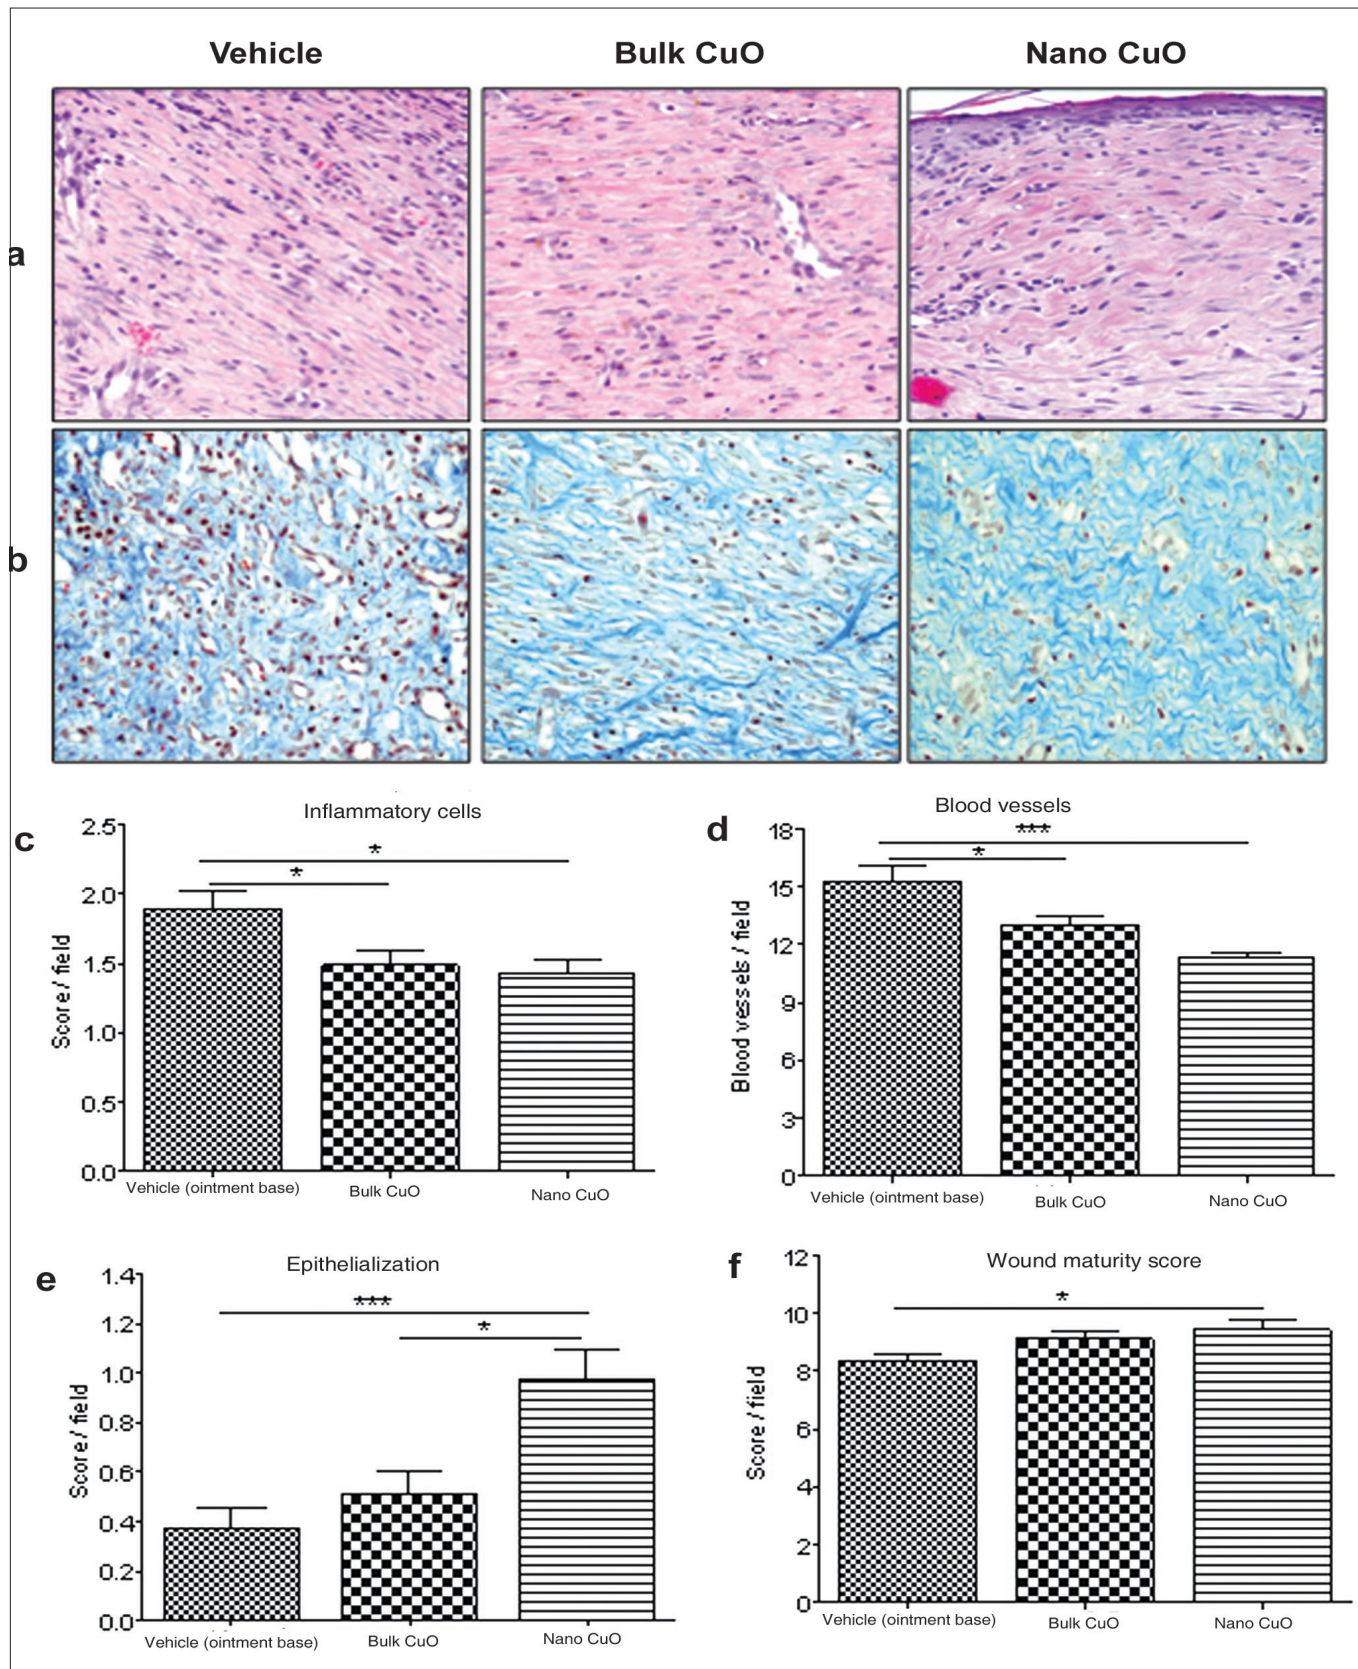 Vehicle Bulk CuO Nano CuO
a
b
c
Inflammatory cells
2.5
2.0
1.5
1.0
0.5
0.0
Score / field
*
*
Vehicle (ointment base) Bulk CuO Nano CuO
d
Blood vessels
18
15
12
9
6
3
0
Blood vessels / field
***
*
Vehicle (ointment base) Bulk CuO Nano CuO
e
Epithelialization
1.4
1.2
1.0
0.8
0.6
0.4
0.2
0.0
Score / field
***
*
Vehicle (ointment base) Bulk CuO Nano CuO
f
Wound maturity score
12
10
8
6
4
2
0
Score / field
*
Vehicle (ointment base) Bulk CuO Nano CuO